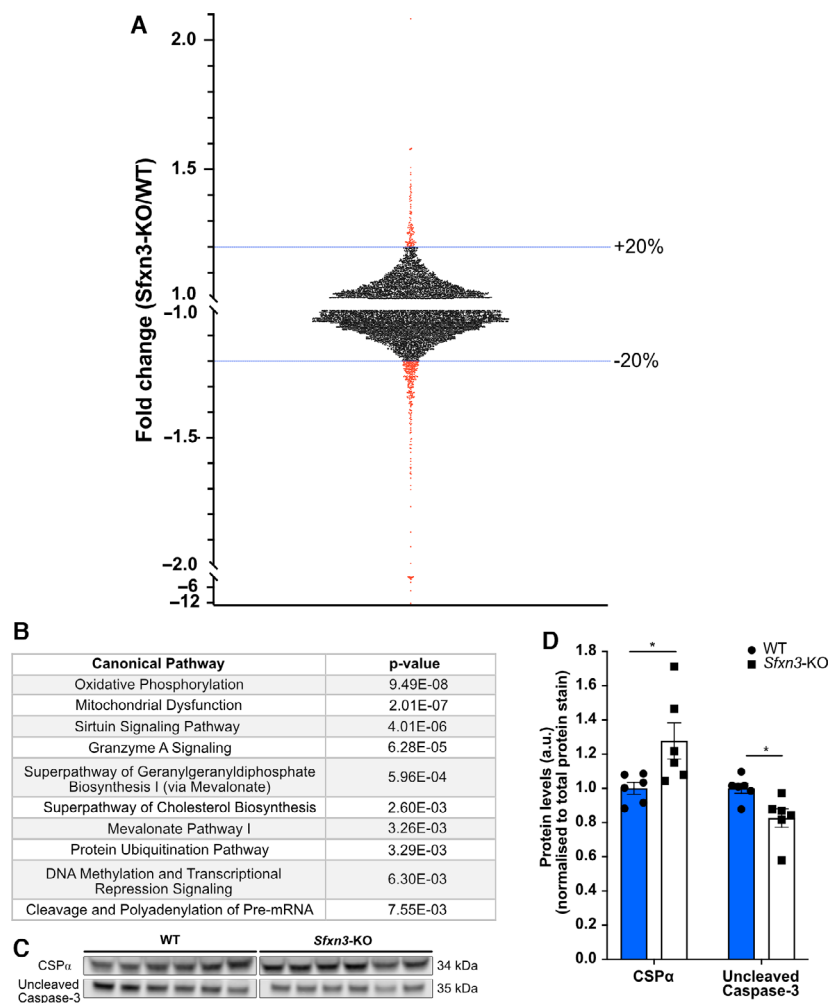 A
Fold change (Sfxn3-KO/WT)
2.0
1.5
1.0
−1.0
−1.5
−2.0
−6
−12
+20%
-20%
B
Canonical Pathway p-value
Oxidative Phosphorylation 9.49E-08
Mitochondrial Dysfunction 2.01E-07
Sirtuin Signaling Pathway 4.01E-06
Granzyme A Signaling 6.28E-05
Superpathway of Geranylgeranyldiphosphate
Biosynthesis I (via Mevalonate) 5.96E-04
Superpathway of Cholesterol Biosynthesis 2.60E-03
Mevalonate Pathway I 3.26E-03
Protein Ubiquitination Pathway 3.29E-03
DNA Methylation and Transcriptional
Repression Signaling 6.30E-03
Cleavage and Polyadenylation of Pre-mRNA 7.55E-03
C
WT Sfxn3-KO
CSPα 34 kDa
Uncleaved
Caspase-3 35 kDa
D
Protein levels (a.u.)
(normalised to total protein stain)
1.8
1.6
1.4
1.2
1.0
0.8
0.6
0.4
0.2
0.0
WT
Sfxn3-KO
*
*
CSPα
Uncleaved
Caspase-3